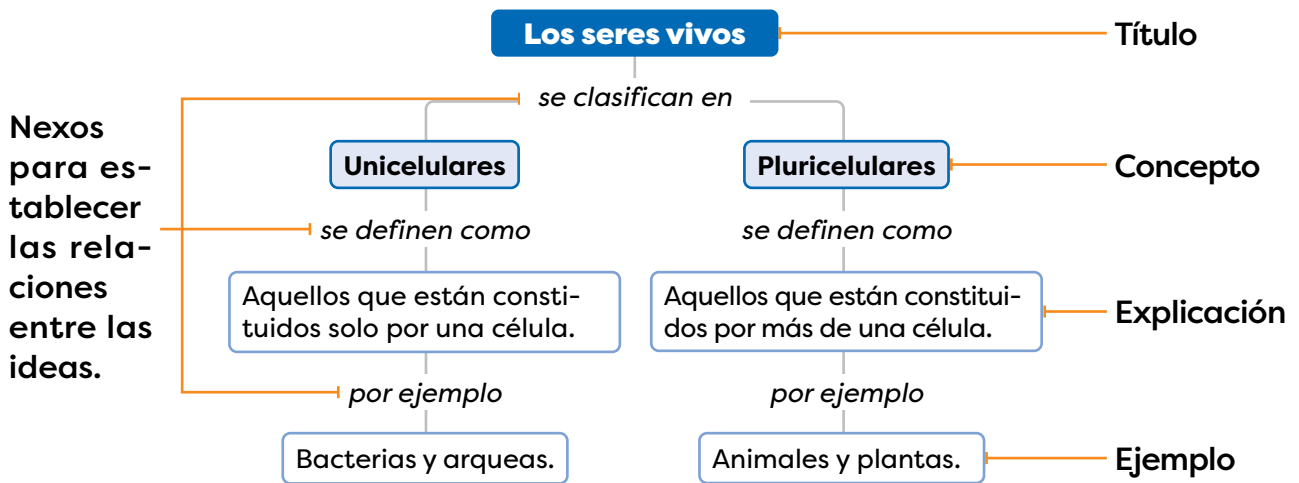 Los seres vivos
Título
se clasifican en
Nexos
para es-
tablecer
las rela-
ciones
entre las
ideas.
Unicelulares
Pluricelulares
Concepto
se definen como
se definen como
Aquellos que están consti-
tuidos solo por una célula.
Aquellos que están constitui-
dos por más de una célula.
Explicación
por ejemplo
por ejemplo
Bacterias y arqueas.
Animales y plantas.
Ejemplo